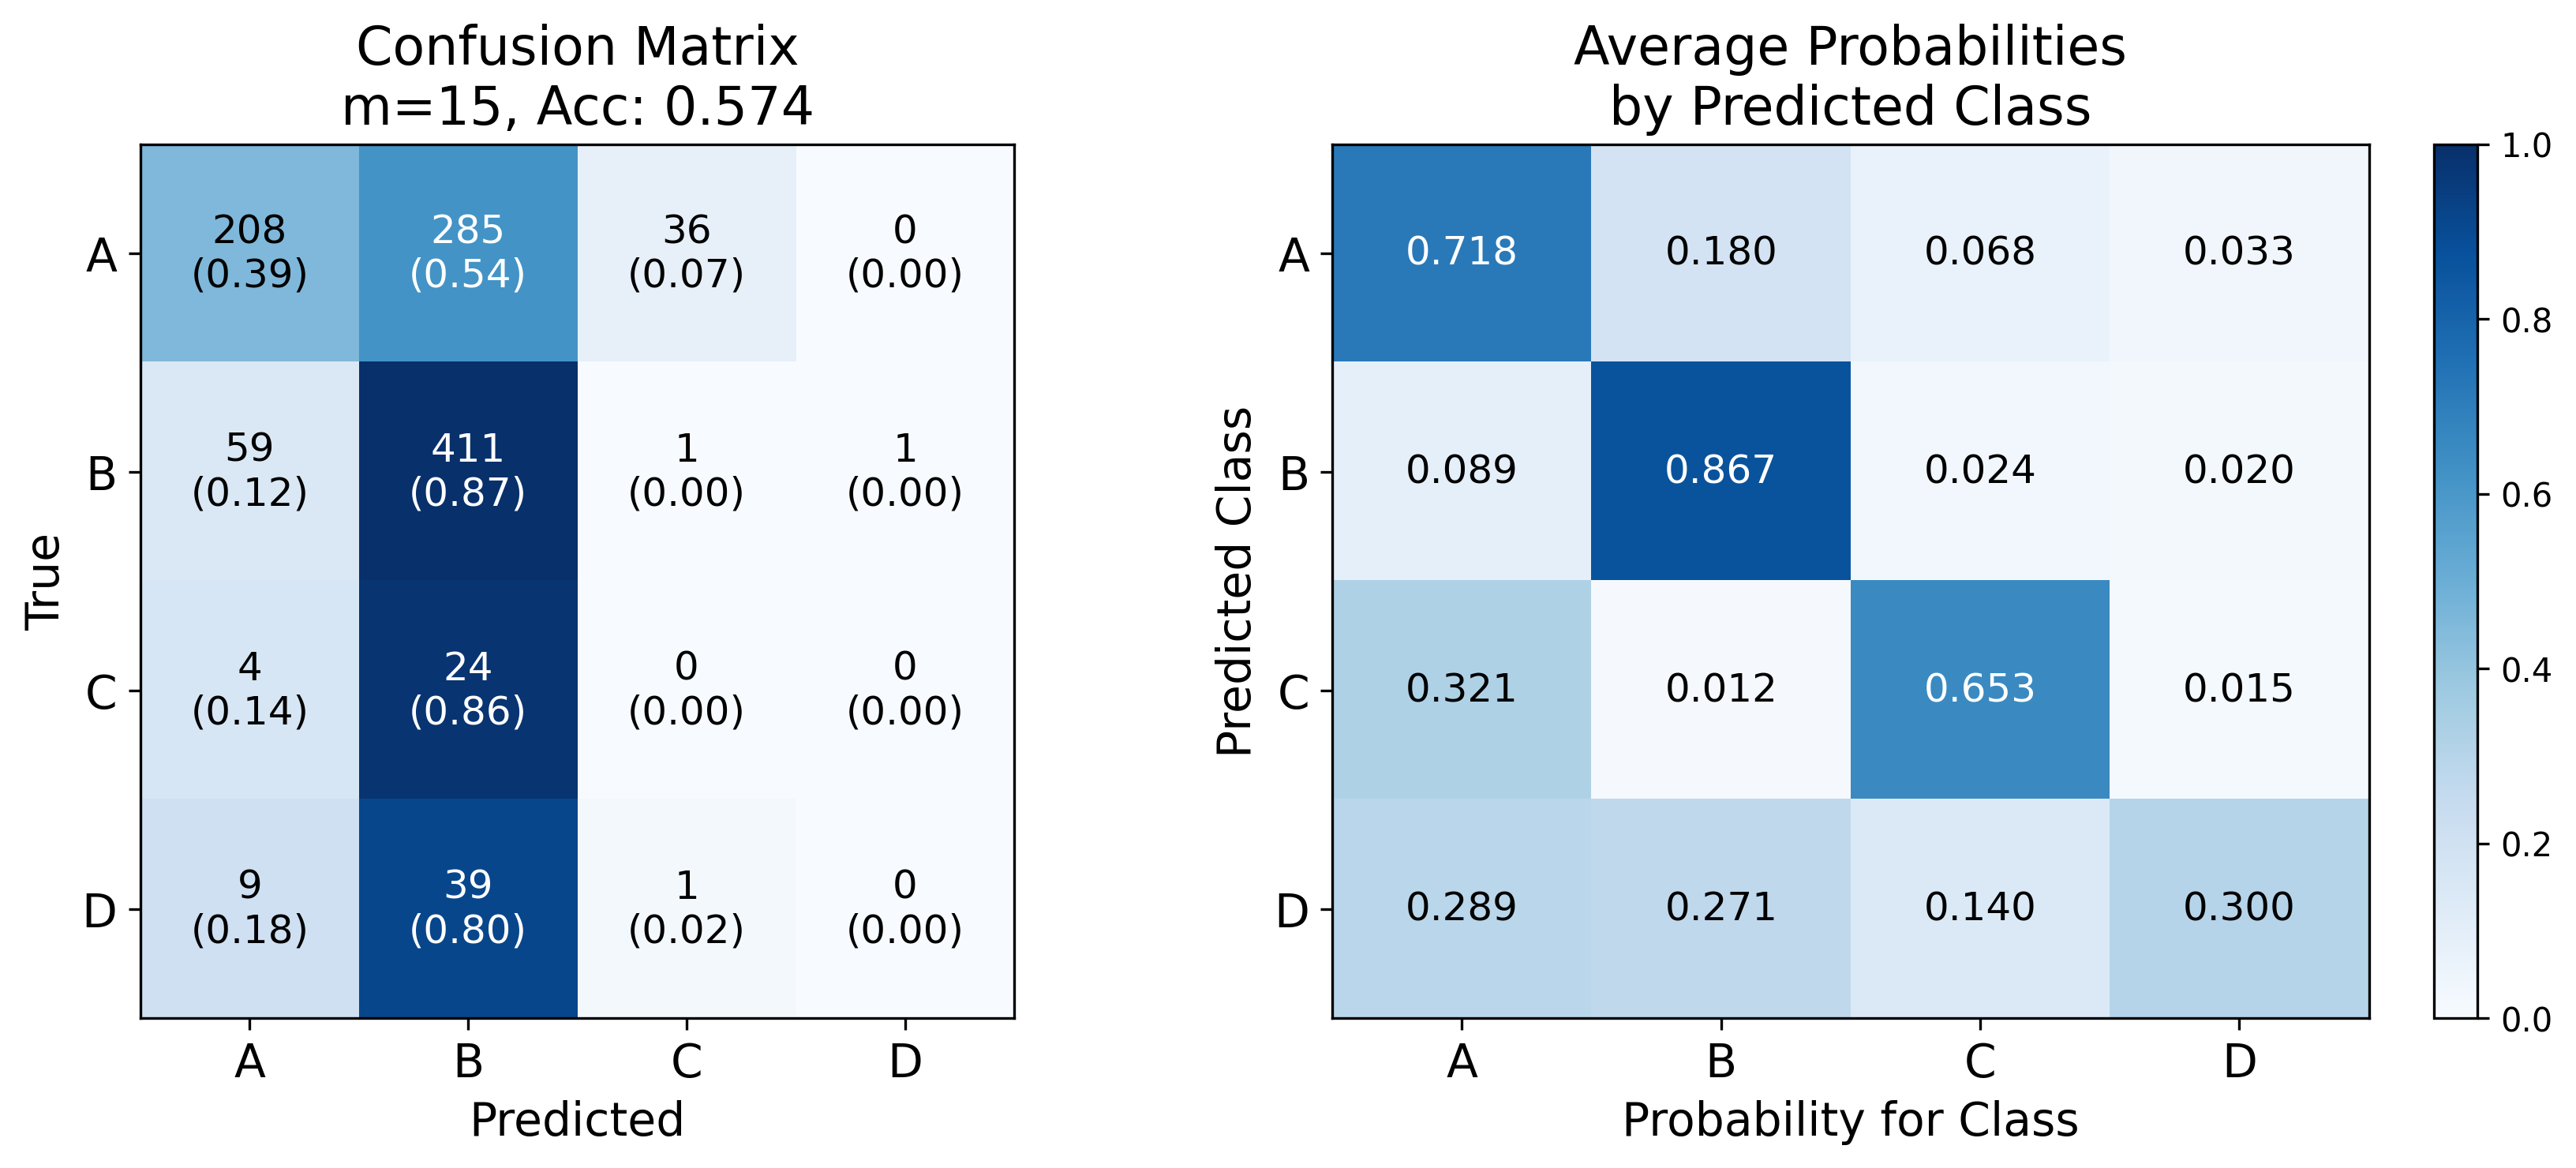 Confusion Matrix
m=15, Acc: 0.574
True
A
208
(0.39)
285
(0.54)
36
(0.07)
0
(0.00)
B
59
(0.12)
411
(0.87)
1
(0.00)
1
(0.00)
C
4
(0.14)
24
(0.86)
0
(0.00)
0
(0.00)
D
9
(0.18)
39
(0.80)
1
(0.02)
0
(0.00)
A B C D
Predicted
Average Probabilities
by Predicted Class
Predicted Class
A 0.718 0.180 0.068 0.033
B 0.089 0.867 0.024 0.020
C 0.321 0.012 0.653 0.015
D 0.289 0.271 0.140 0.300
A B C D
Probability for Class
1.0
0.8
0.6
0.4
0.2
0.0